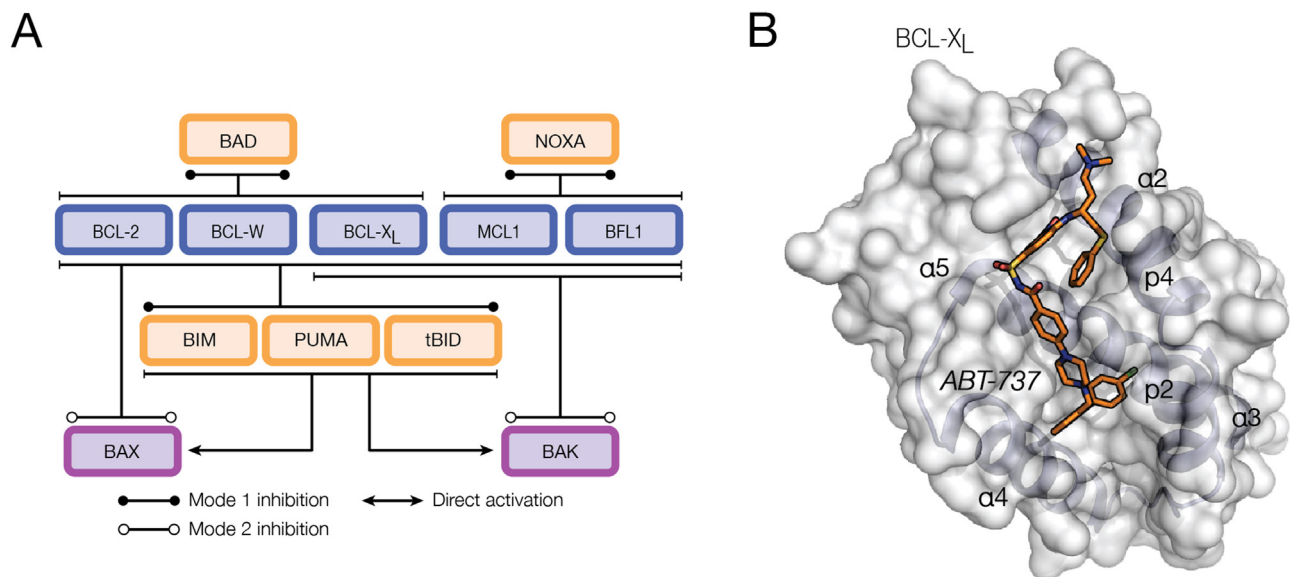 A
BAD
NOXA
BCL-2
BCL-W
BCL-XL
MCL1
BFL1
BIM
PUMA
tBID
BAX
BAK
Mode 1 inhibition
Direct activation
Mode 2 inhibition
B
BCL-XL
α2
p4
α5
ABT-737
p2
α3
α4